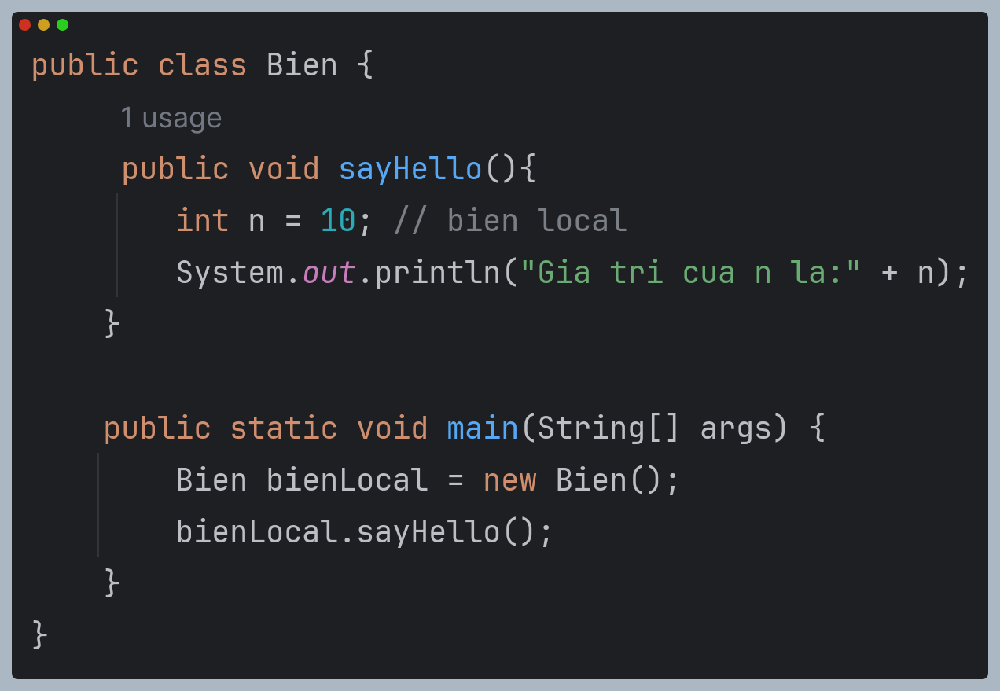 public class Bien {
1 usage
public void sayHello(){
int n = 10; // bien local
System.out.println("Gia tri cua n la:" + n);
}
public static void main(String[] args) {
Bien bienLocal = new Bien();
bienLocal.sayHello();
}
}